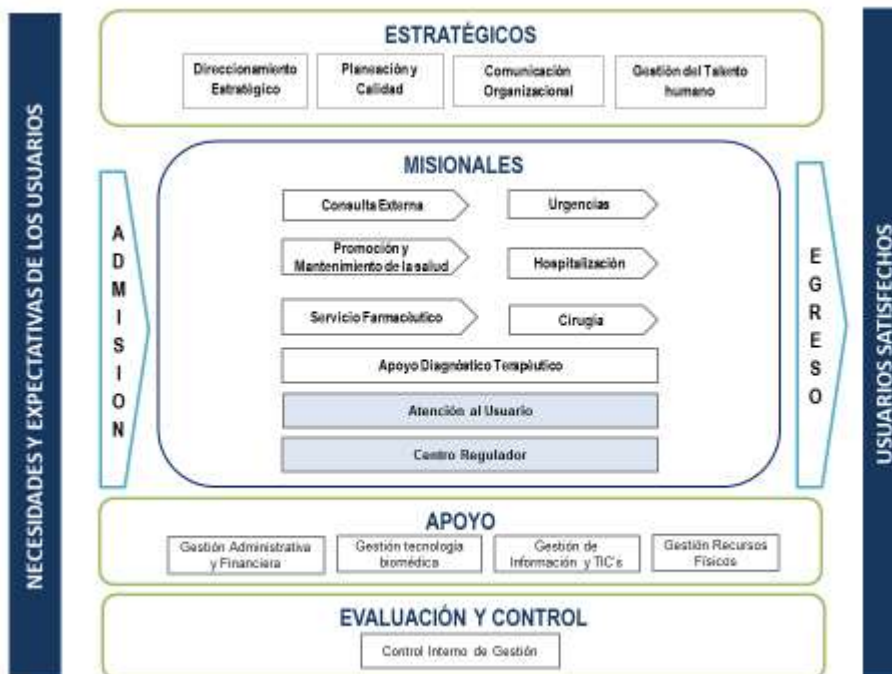 NECESIDADES Y EXPECTATIVAS DE LOS USUARIOS
ESTRATÉGICOS
Direccionamiento
Estratégico
Planeación y
Calidad
Comunicación
Organizacional
Gestión del Talento
humano
ADMISION
MISIONALES
Consulta Externa
Urgencias
Promoción y
Mantenimiento de la salud
Hospitalización
Servicio Farmacéutico
Cirugía
Apoyo Diagnóstico Terapéutico
Atención al Usuario
Centro Regulador
EGRESO
USUARIOS SATISFECHOS
APOYO
Gestión Administrativa
y Financiera
Gestión tecnología
biomédica
Gestión de
Información y TIC's
Gestión Recursos
Físicos
EVALUACIÓN Y CONTROL
Control Interno de Gestión